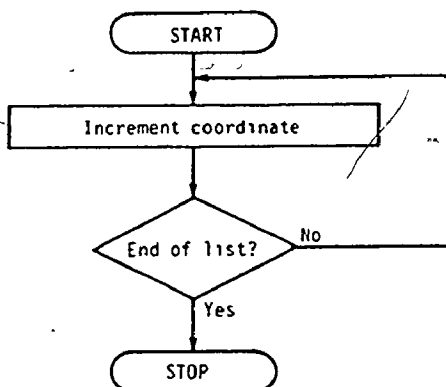 START
Increment coordinate
End of list?
No
Yes
STOP